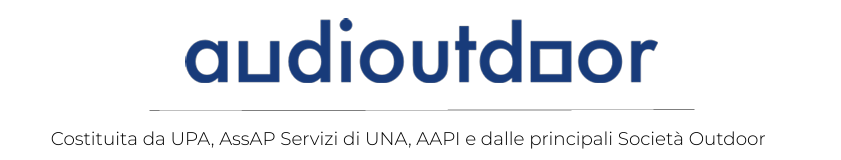 audioutdoor
Costituita da UPA, AssAP Servizi di UNA, AAPI e dalle principali Società Outdoor